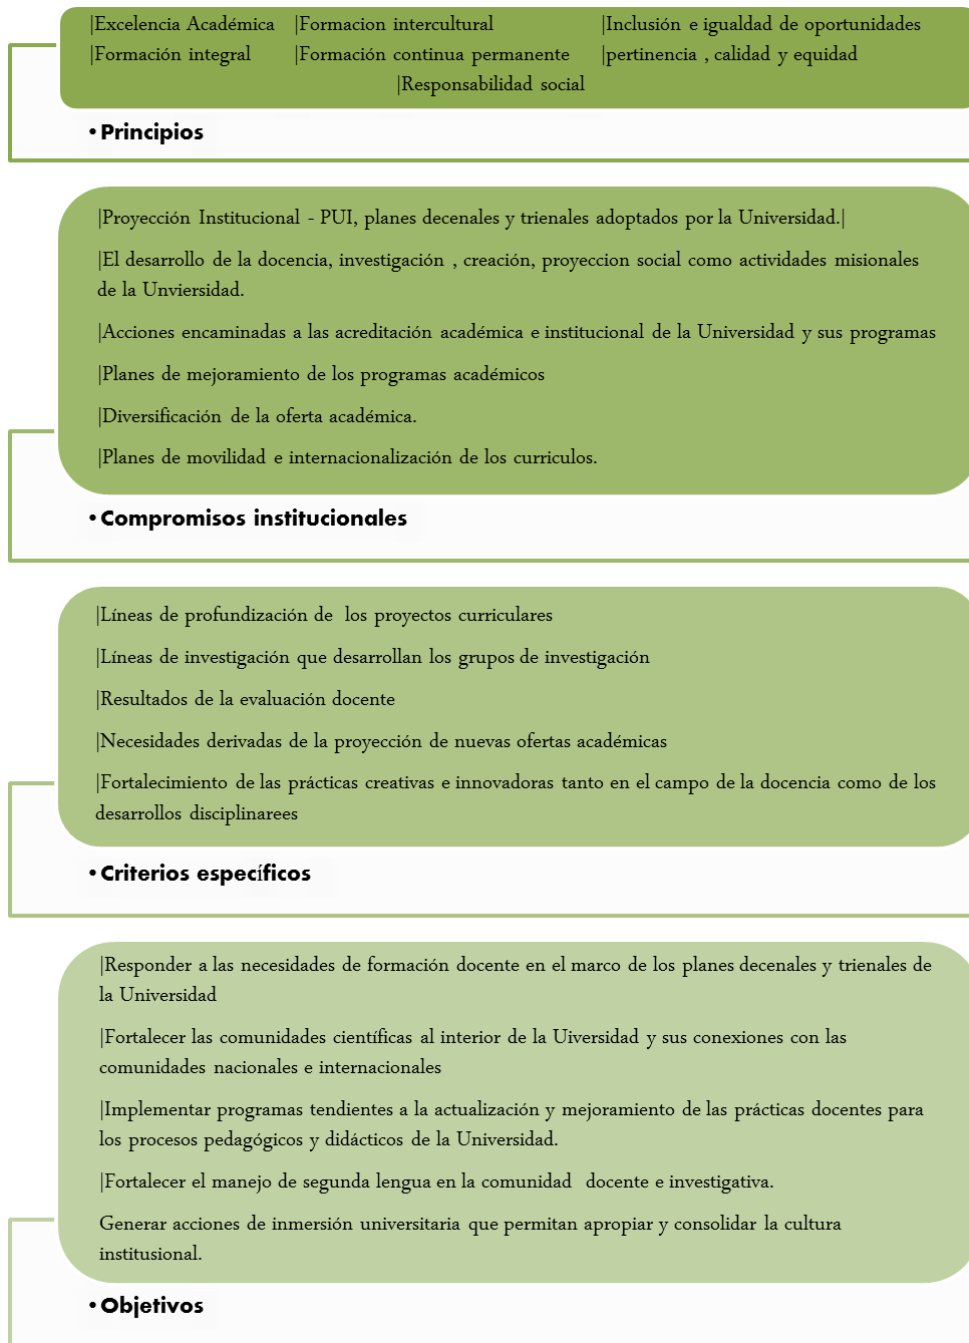 |Excelencia Académica |Formacion intercultural |Inclusión e igualdad de oportunidades
|Formación integral |Formación continua permanente |pertinencia , calidad y equidad
|Responsabilidad social
•Principios
|Proyección Institucional - PUI, planes decenales y trienales adoptados por la Universidad.|
|El desarrollo de la docencia, investigación , creación, proyeccion social como actividades misionales
de la Unviersidad.
|Acciones encaminadas a las acreditación académica e institucional de la Universidad y sus programas
|Planes de mejoramiento de los programas académicos
|Diversificación de la oferta académica.
|Planes de movilidad e internacionalización de los curriculos.
•Compromisos institucionales
|Líneas de profundización de los proyectos curriculares
|Líneas de investigación que desarrollan los grupos de investigación
|Resultados de la evaluación docente
|Necesidades derivadas de la proyección de nuevas ofertas académicas
|Fortalecimiento de las prácticas creativas e innovadoras tanto en el campo de la docencia como de los
desarrollos disciplinarees
•Criterios específicos
|Responder a las necesidades de formación docente en el marco de los planes decenales y trienales de
la Universidad
|Fortalecer las comunidades científicas al interior de la Uiversidad y sus conexiones con las
comunidades nacionales e internacionales
|Implementar programas tendientes a la actualización y mejoramiento de las prácticas docentes para
los procesos pedagógicos y didácticos de la Universidad.
|Fortalecer el manejo de segunda lengua en la comunidad docente e investigativa.
Generar acciones de inmersión universitaria que permitan apropiar y consolidar la cultura
institusional.
•Objetivos